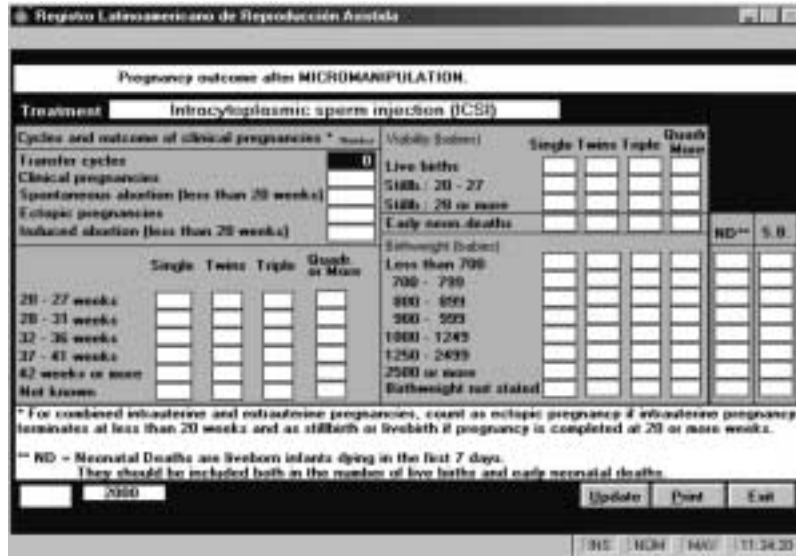 Registro Latinoamericano de Reproducción Asistida
Pregnancy outcome after MICROMANIPULATION.
Treatment Intracytoplasmic sperm injection (ICSI)
Cycles and outcome of clinical pregnancies *
Transfer cycles 0
Clinical pregnancies
Spontaneous abortion (less than 20 weeks)
Ectopic pregnancies
Induced abortion (less than 20 weeks)
Single Twins Triple Quadr. or More
20 - 27 weeks
28 - 31 weeks
32 - 36 weeks
37 - 41 weeks
42 weeks or more
Not known
Viability (babies) Single Twins Triple Quadr More
Live births
Stillb.: 20 - 27
Stillb.: 28 or more
Early neon.deaths
ND** S.B.
Birthweight (babies)
Less than 700
700 - 799
800 - 899
900 - 999
1000 - 1249
1250 - 2499
2500 or more
Birthweight not stated
* For combined intrauterine and extrauterine pregnancies, count as ectopic pregnancy if intrauterine pregnancy
terminates at less than 20 weeks and as stillbirth or livebirth if pregnancy is completed at 20 or more weeks.
** ND = Neonatal Deaths are liveborn infants dying in the first 7 days.
They should be included both in the number of live births and early neonatal deaths.
2000
Update Print Exit
INS NUM MAY